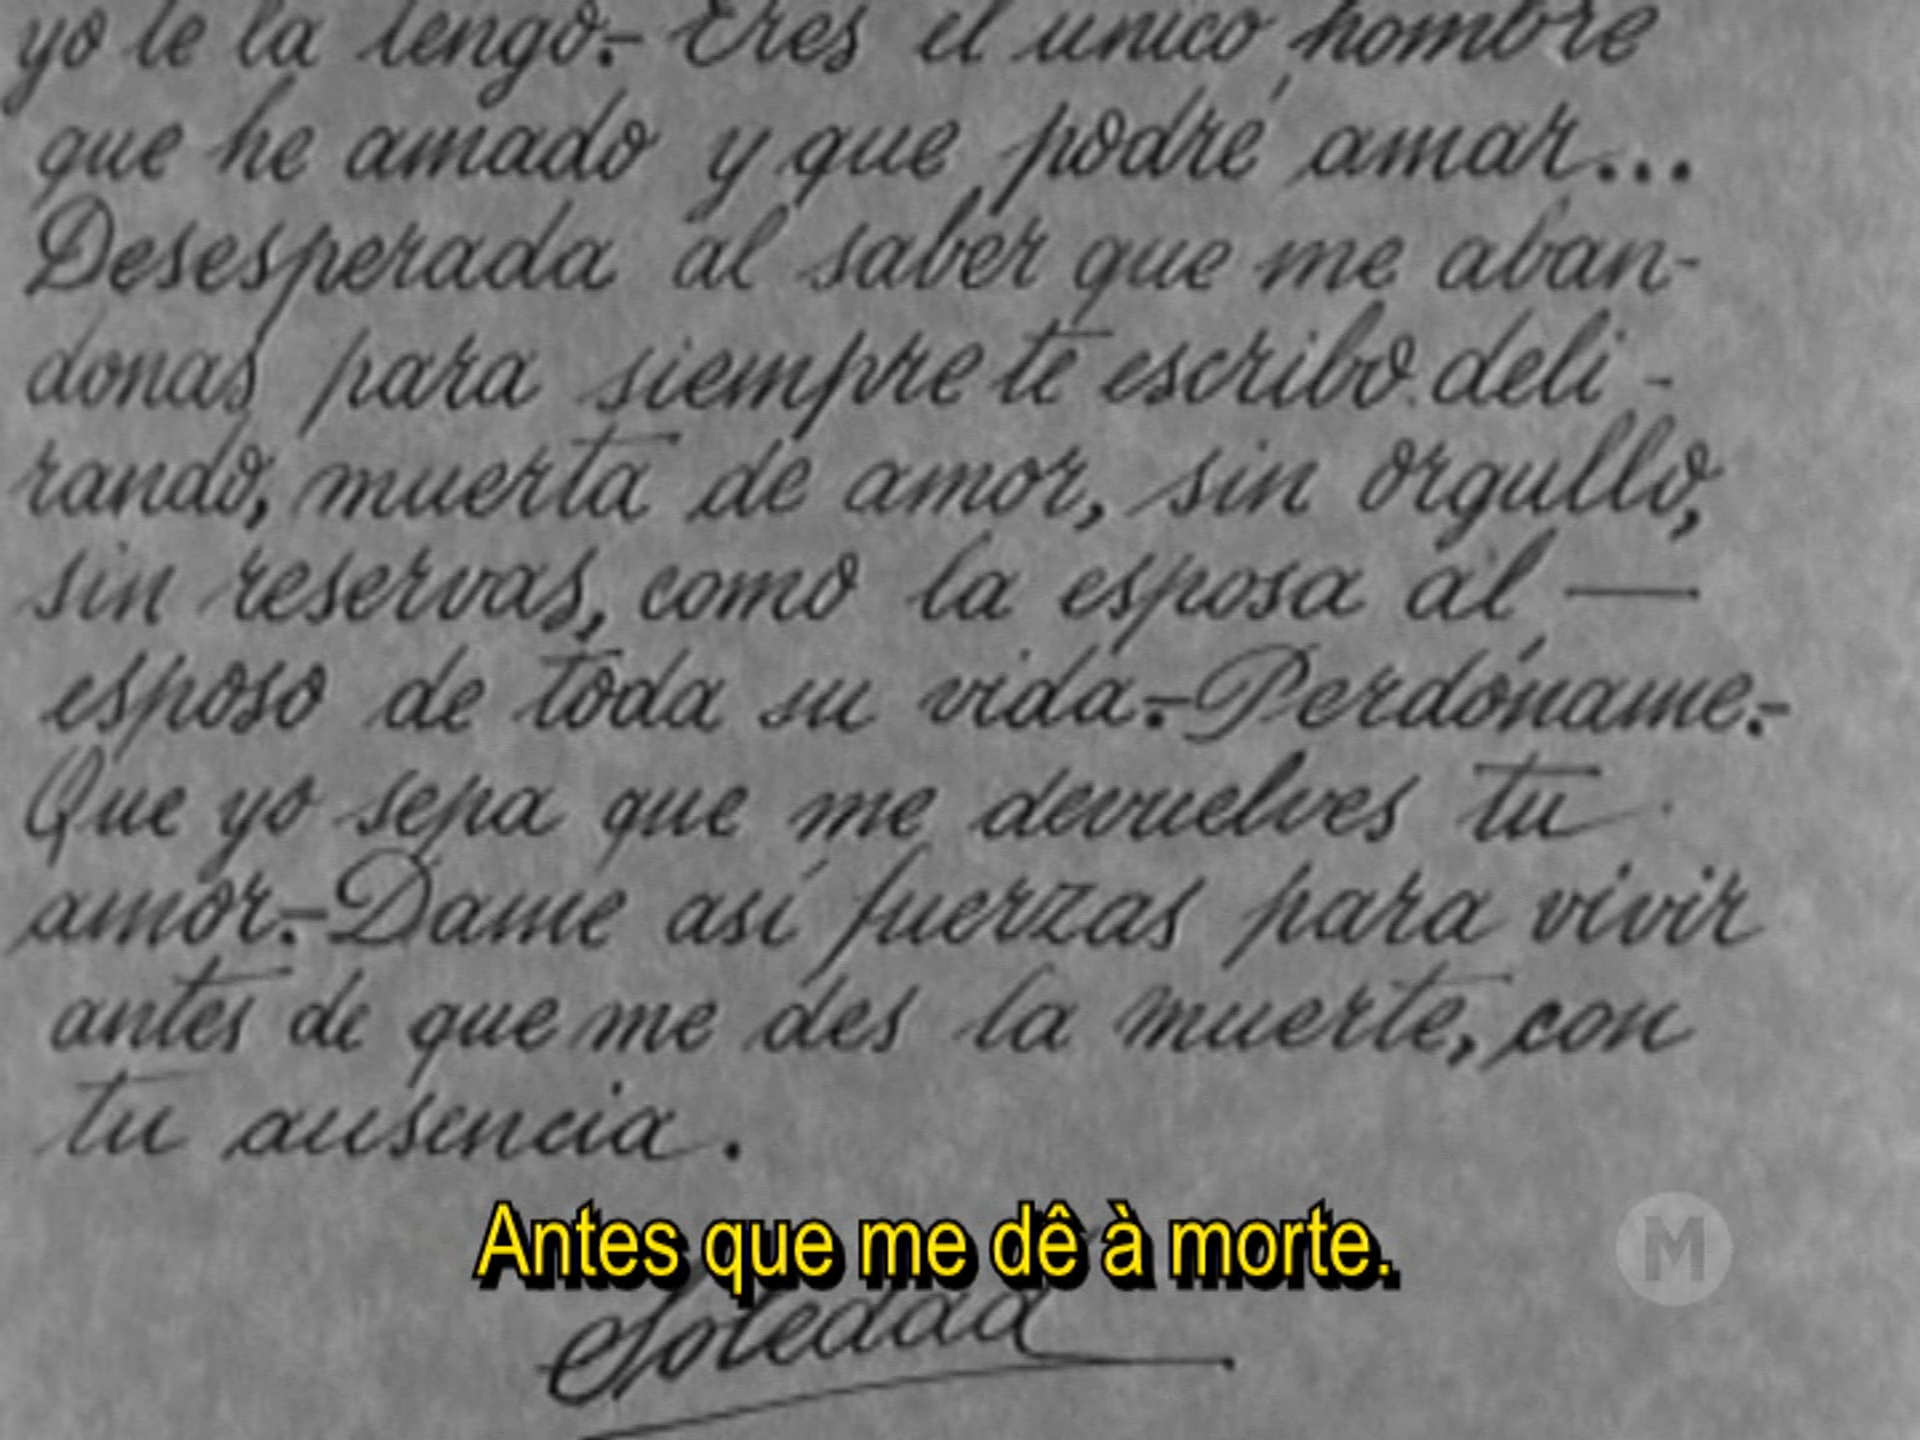 yo te la tengo.- Eres el unico hombre
que he amado y que podré amar...
Desesperada al saber que me aban-
donas para siempre te escribo deli-
rando, muerta de amor, sin orgullo,
sin reservas, como la esposa al —
esposo de toda su vida.- Perdóname.-
Que yo sepa que me devuelves tu
amor.- Dame así fuerzas para vivir
antes de que me des la muerte, con
tu ausencia.
Antes que me dê à morte.
M
Soledad